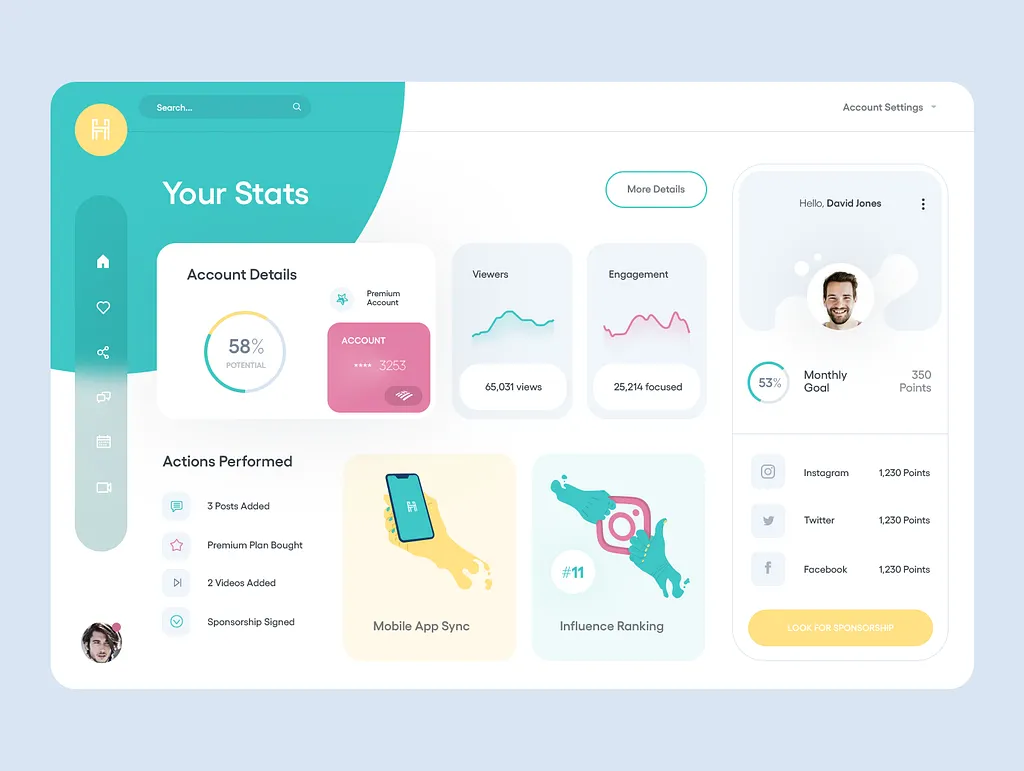 H
Search...
Account Settings
Your Stats
More Details
Account Details
Premium
Account
58%
POTENTIAL
ACCOUNT
**** 3253
Viewers
65,031 views
Engagement
25,214 focused
Hello, David Jones
53%
Monthly
Goal
350
Points
Instagram 1,230 Points
Twitter 1,230 Points
Facebook 1,230 Points
LOOK FOR SPONSORSHIP
Actions Performed
3 Posts Added
Premium Plan Bought
2 Videos Added
Sponsorship Signed
H
Mobile App Sync
#11
Influence Ranking